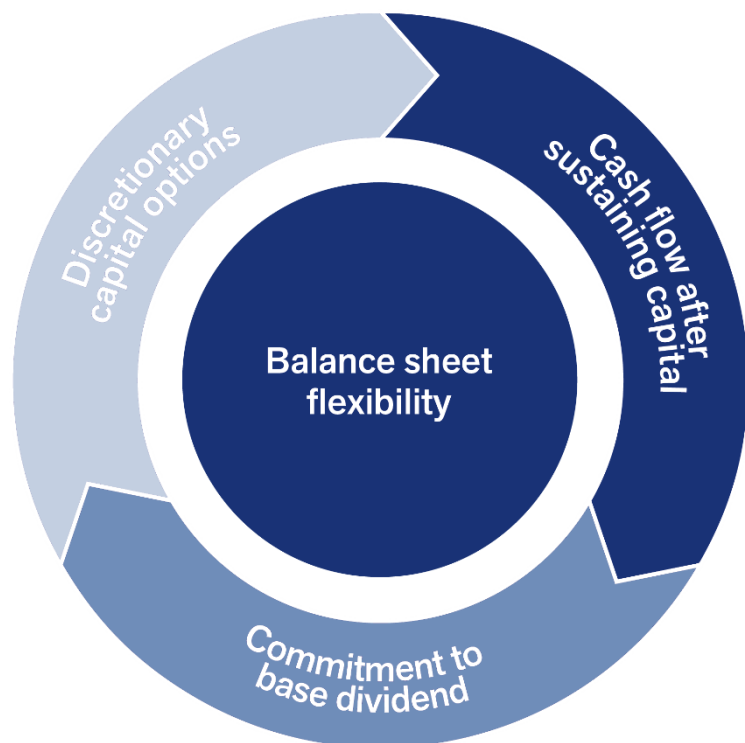 Discretionary
capital options
Cash flow after
sustaining capital
Balance sheet
flexibility
Commitment to
base dividend